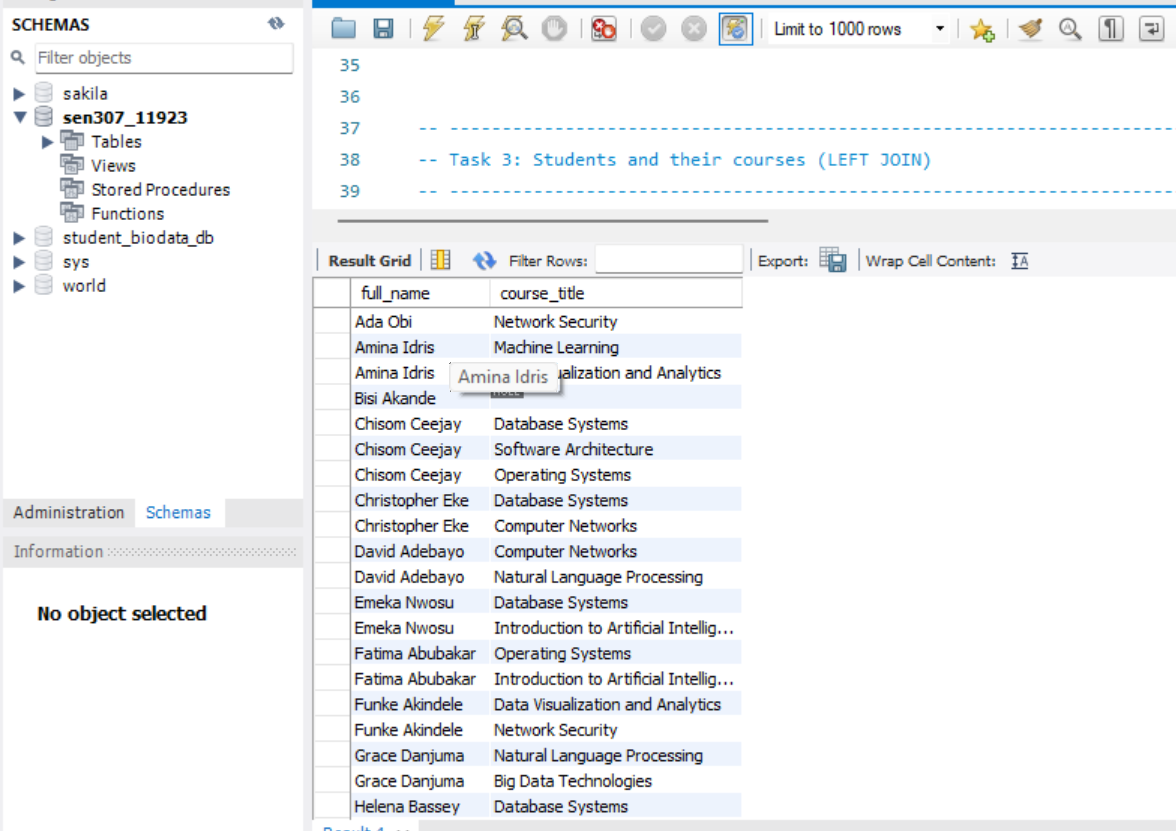 SCHEMAS
Filter objects
sakila
sen307_11923
Tables
Views
Stored Procedures
Functions
student_biodata_db
sys
world
Administration Schemas
Information
No object selected
Limit to 1000 rows
35
36
37 -- -----------------------------------------------------------------------
38 -- Task 3: Students and their courses (LEFT JOIN)
39 -- -----------------------------------------------------------------------
Result Grid Filter Rows: Export: Wrap Cell Content: IA
full_name course_title
Ada Obi Network Security
Amina Idris Machine Learning
Amina Idris Amina Idris ualization and Analytics
Bisi Akande
Chisom Ceejay Database Systems
Chisom Ceejay Software Architecture
Chisom Ceejay Operating Systems
Christopher Eke Database Systems
Christopher Eke Computer Networks
David Adebayo Computer Networks
David Adebayo Natural Language Processing
Emeka Nwosu Database Systems
Emeka Nwosu Introduction to Artificial Intellig...
Fatima Abubakar Operating Systems
Fatima Abubakar Introduction to Artificial Intellig...
Funke Akindele Data Visualization and Analytics
Funke Akindele Network Security
Grace Danjuma Natural Language Processing
Grace Danjuma Big Data Technologies
Helena Bassey Database Systems